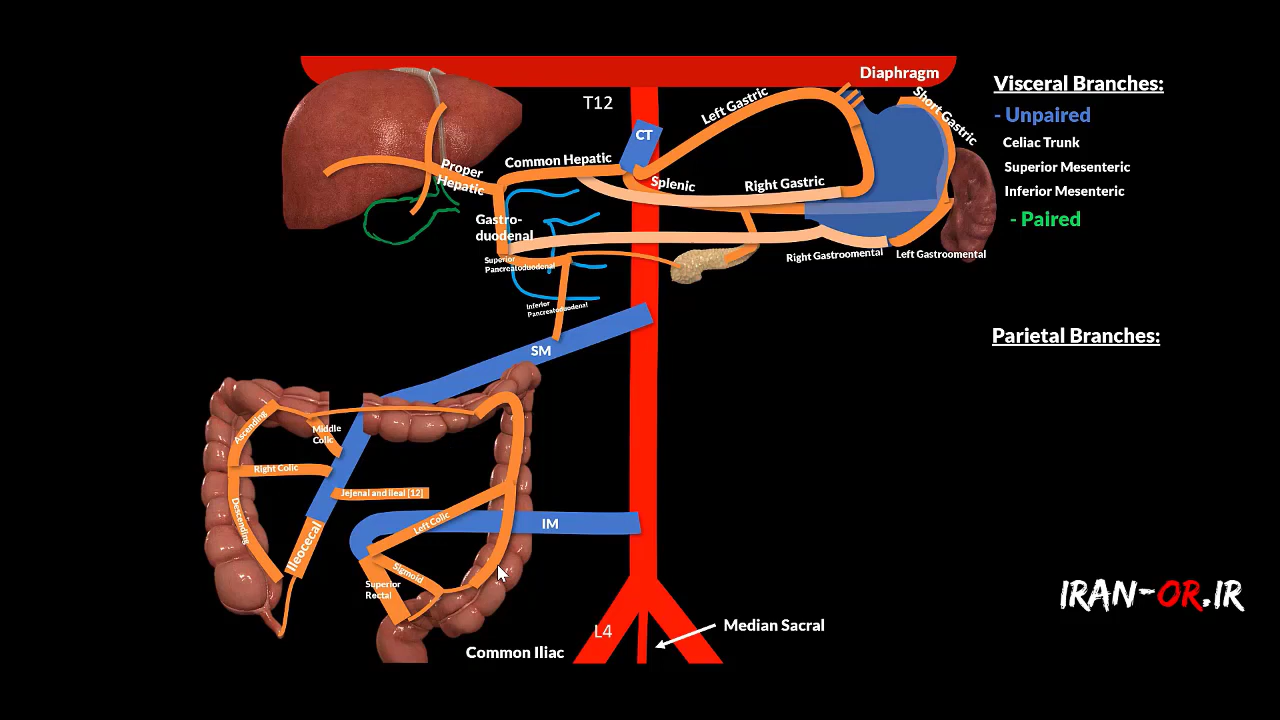 Diaphragm
T12
Left Gastric
Short Gastric
CT
Common Hepatic
Proper
Hepatic
Splenic
Right Gastric
Gastro-
duodenal
Superior
Pancreatoduodenal
Right Gastroomental
Left Gastroomental
Inferior
Pancreatoduodenal
SM
Ascending
Middle
Colic
Right Colic
Jejenal and Ileal [12]
Descending
Ileocecal
Left Colic
IM
Sigmoid
Superior
Rectal
L4
Median Sacral
Common Iliac
Visceral Branches:
- Unpaired
Celiac Trunk
Superior Mesenteric
Inferior Mesenteric
- Paired
Parietal Branches:
IRAN-OR.IR